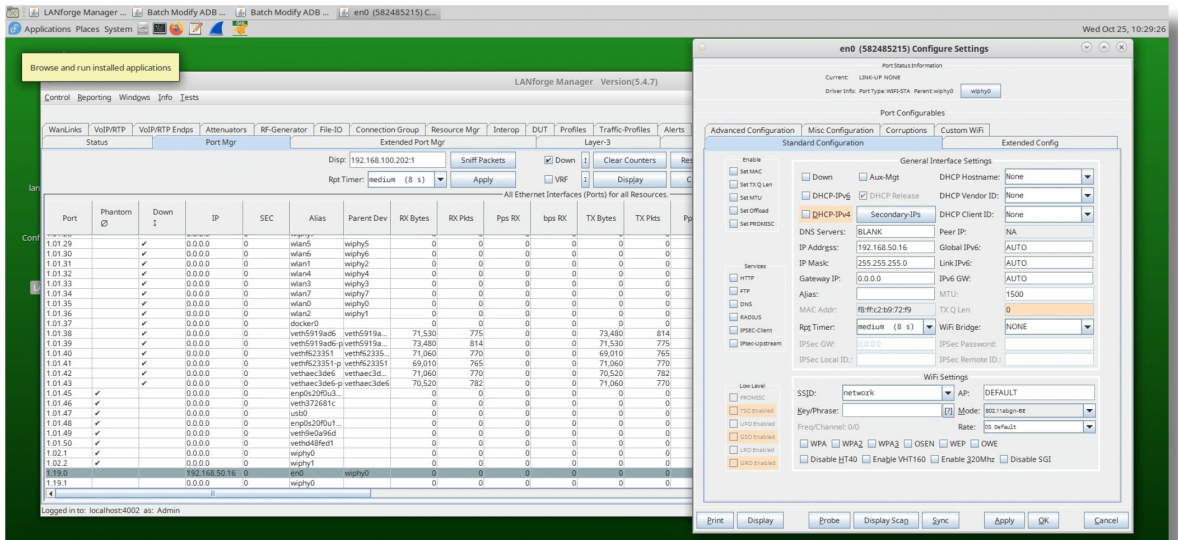 LANforge Manager ... Batch Modify ADB ... Batch Modify ADB ... en0 (582485215) C...
Applications Places System Wed Oct 25, 10:29:26
Browse and run installed applications
LANforge Manager Version(5.4.7)
Control Reporting Windows Info Tests
WanLinks VoIP/RTP VoIP/RTP Endps Attenuators RF-Generator File-IO Connection Group Resource Mgr Interop DUT Profiles Traffic-Profiles Alerts
Status Port Mgr Extended Port Mgr Layer-3
Disp: 192.168.100.202:1 Sniff Packets Down Clear Counters Res
Rpt Timer: medium (8 s) Apply VRF Display C
All Ethernet Interfaces (Ports) for all Resources.
Port Phantom Down IP SEC Alias Parent Dev RX Bytes RX Pkts Pps RX bps RX TX Bytes TX Pkts Pp
1.01.29 ✔ 0.0.0.0 0 wlan5 wiphy5 0 0 0 0 0 0
1.01.30 ✔ 0.0.0.0 0 wlan6 wiphy6 0 0 0 0 0 0
1.01.31 ✔ 0.0.0.0 0 wlan1 wiphy2 0 0 0 0 0 0
1.01.32 ✔ 0.0.0.0 0 wlan4 wiphy4 0 0 0 0 0 0
1.01.33 ✔ 0.0.0.0 0 wlan3 wiphy3 0 0 0 0 0 0
1.01.34 ✔ 0.0.0.0 0 wlan7 wiphy7 0 0 0 0 0 0
1.01.35 ✔ 0.0.0.0 0 wlan0 wiphy0 0 0 0 0 0 0
1.01.36 ✔ 0.0.0.0 0 wlan2 wiphy1 0 0 0 0 0 0
1.01.37 ✔ 0.0.0.0 0 docker0 0 0 0 0 0 0
1.01.38 ✔ 0.0.0.0 0 veth5919ad6 veth5919a... 71,530 775 0 0 73,480 814
1.01.39 ✔ 0.0.0.0 0 veth5919ad6-p veth5919a... 73,480 814 0 0 71,530 775
1.01.40 ✔ 0.0.0.0 0 vethf623351 vethf62335... 71,060 770 0 0 69,010 765
1.01.41 ✔ 0.0.0.0 0 vethf623351-p vethf623351 69,010 765 0 0 71,060 770
1.01.42 ✔ 0.0.0.0 0 vethaec3de6 vethaec3d... 71,060 770 0 0 70,520 782
1.01.43 ✔ 0.0.0.0 0 vethaec3de6-p vethaec3de6 70,520 782 0 0 71,060 770
1.01.45 ✔ 0.0.0.0 0 enp0s20f0u3... 0 0 0 0 0 0
1.01.46 ✔ 0.0.0.0 0 veth372681c 0 0 0 0 0 0
1.01.47 ✔ 0.0.0.0 0 usb0 0 0 0 0 0 0
1.01.48 ✔ 0.0.0.0 0 enp0s20f0u1... 0 0 0 0 0 0
1.01.49 ✔ 0.0.0.0 0 veth9e0a96d 0 0 0 0 0 0
1.01.50 ✔ 0.0.0.0 0 vethd48fed1 0 0 0 0 0 0
1.02.1 ✔ 0.0.0.0 0 wiphy0 0 0 0 0 0 0
1.02.2 ✔ 0.0.0.0 0 wiphy1 0 0 0 0 0 0
1.19.0 192.168.50.16 0 en0 wiphy0 0 0 0 0 0 0
1.19.1 0.0.0.0 0 wiphy0 0 0 0 0 0 0
Logged in to: localhost:4002 as: Admin
en0 (582485215) Configure Settings
Port Status Information
Current: LINK-UP NONE
Driver Info: Port Type: WIFI-STA Parent: wiphy0 wiphy0
Port Configurables
Advanced Configuration Misc Configuration Corruptions Custom WiFi
Standard Configuration Extended Config
Enable General Interface Settings
Set MAC
Set TX Q Len
Set MTU
Set Offload
Set PROMISC
Services
HTTP
FTP
DNS
RADIUS
IPSEC-Client
IPsec-Upstream
Low Level
PROMISC
TSO Enabled
UFO Enabled
GSO Enabled
LRO Enabled
GRO Enabled
Down Aux-Mgt DHCP Hostname: None
DHCP-IPv6 DHCP Release DHCP Vendor ID: None
DHCP-IPv4 Secondary-IPs DHCP Client ID: None
DNS Servers: BLANK Peer IP: NA
IP Address: 192.168.50.16 Global IPv6: AUTO
IP Mask: 255.255.255.0 Link IPv6: AUTO
Gateway IP: 0.0.0.0 IPv6 GW: AUTO
Alias: MTU: 1500
MAC Addr: f8:ff:c2:b9:72:f9 TX Q Len 0
Rpt Timer: medium (8 s) WiFi Bridge: NONE
IPSec GW: 0.0.0.0 IPSec Password:
IPSec Local ID.: IPSec Remote ID.:
WiFi Settings
SSID: network AP: DEFAULT
Key/Phrase: [?] Mode: 802.11abgn-BE
Freq/Channel: 0/0 Rate: OS Default
WPA WPA2 WPA3 OSEN WEP OWE
Disable HT40 Enable VHT160 Enable 320Mhz Disable SGI
Print Display Probe Display Scan Sync Apply OK Cancel